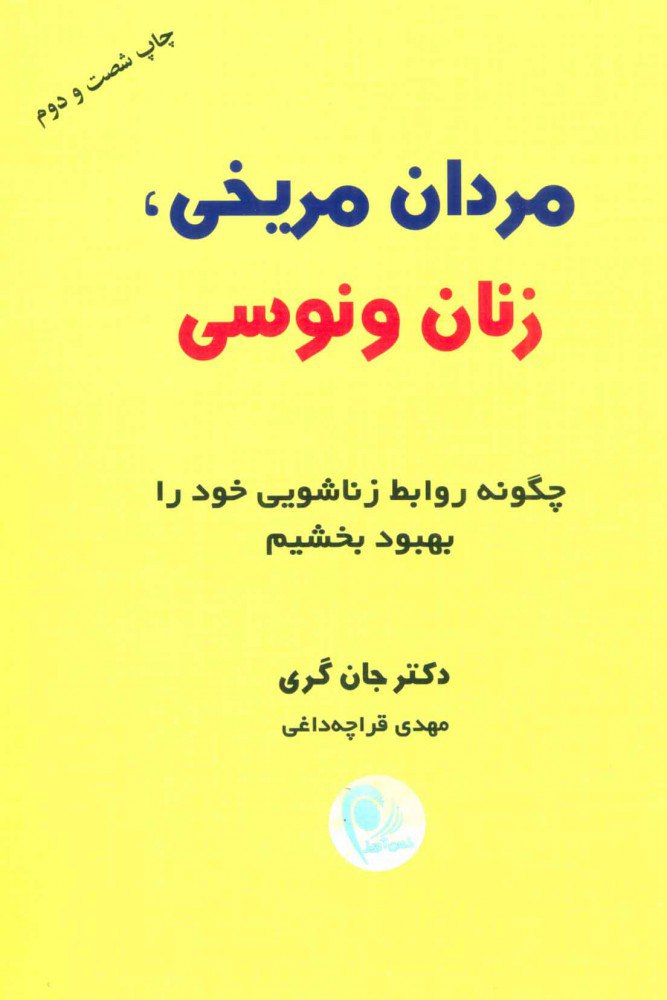 چاپ شصت و دوم
مردان مریخی،
زنان ونوسی
چگونه روابط زناشویی خود را
بهبود بخشیم
دکتر جان گری
مهدی قراچه‌داغی